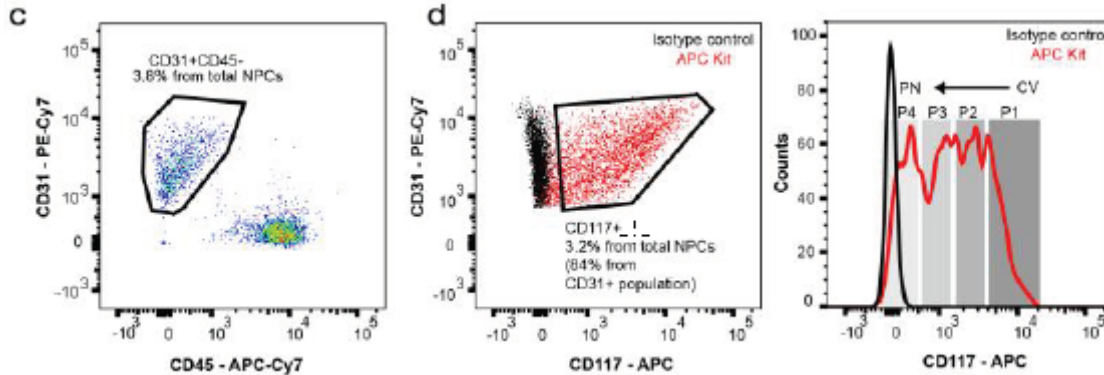 c
CD31+CD45-
3.8% from total NPCs
CD31 - PE-Cy7
10^5
10^4
10^3
0
-10^3
-10^3 0 10^3 10^4 10^5
CD45 - APC-Cy7
d
Isotype control
APC Kit
CD31 - PE-Cy7
10^5
10^4
10^3
0
-10^3
CD117+
3.2% from total NPCs
(84% from
CD31+ population)
-10^3 0 10^3 10^4 10^5
CD117 - APC
Isotype control
APC Kit
PN CV
P4 P3 P2 P1
Counts
100
80
60
40
20
0
-10^3 0 10^3 10^4 10^5
CD117 - APC